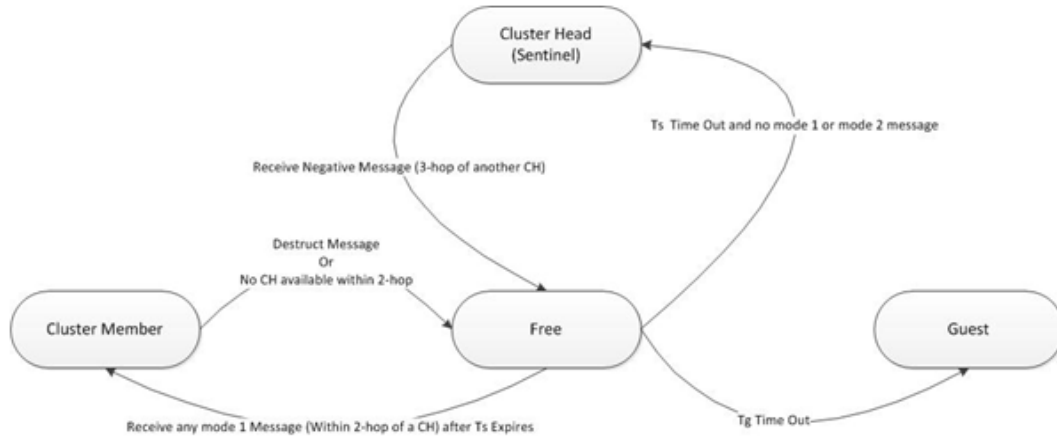 Cluster Head
(Sentinel)
Ts Time Out and no mode 1 or mode 2 message
Receive Negative Message (3-hop of another CH)
Destruct Message
Or
No CH available within 2-hop
Cluster Member
Free
Guest
Tg Time Out
Receive any mode 1 Message (Within 2-hop of a CH) after Ts Expires